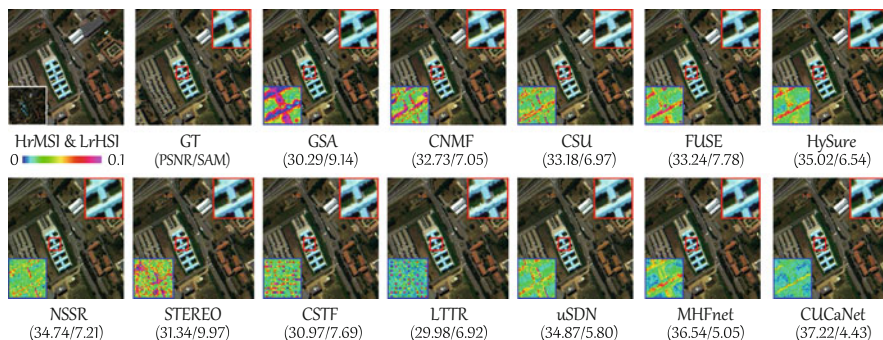 HrMSI & LrHSI
0 0.1
GT
(PSNR/SAM)
GSA
(30.29/9.14)
CNMF
(32.73/7.05)
CSU
(33.18/6.97)
FUSE
(33.24/7.78)
HySure
(35.02/6.54)
NSSR
(34.74/7.21)
STEREO
(31.34/9.97)
CSTF
(30.97/7.69)
LTTR
(29.98/6.92)
uSDN
(34.87/5.80)
MHFnet
(36.54/5.05)
CUCaNet
(37.22/4.43)